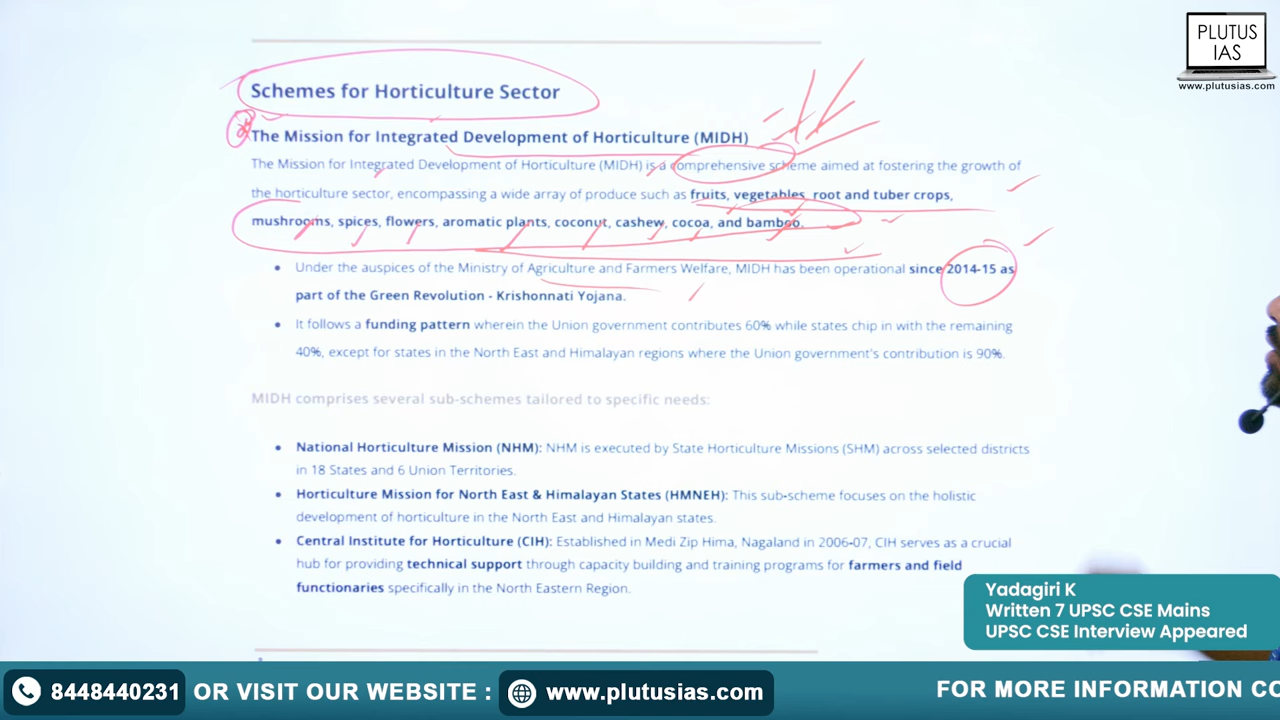 PLUTUS
IAS
www.plutusias.com
Schemes for Horticulture Sector
The Mission for Integrated Development of Horticulture (MIDH)
The Mission for Integrated Development of Horticulture (MIDH) is a comprehensive scheme aimed at fostering the growth of
the horticulture sector, encompassing a wide array of produce such as fruits, vegetables, root and tuber crops,
mushrooms, spices, flowers, aromatic plants, coconut, cashew, cocoa, and bamboo.
• Under the auspices of the Ministry of Agriculture and Farmers Welfare, MIDH has been operational since 2014-15 as
part of the Green Revolution - Krishonnati Yojana.
• It follows a funding pattern wherein the Union government contributes 60% while states chip in with the remaining
40%, except for states in the North East and Himalayan regions where the Union government's contribution is 90%.
MIDH comprises several sub-schemes tailored to specific needs:
• National Horticulture Mission (NHM): NHM is executed by State Horticulture Missions (SHM) across selected districts
in 18 States and 6 Union Territories.
• Horticulture Mission for North East & Himalayan States (HMNEH): This sub-scheme focuses on the holistic
development of horticulture in the North East and Himalayan states.
• Central Institute for Horticulture (CIH): Established in Medi Zip Hima, Nagaland in 2006-07, CIH serves as a crucial
hub for providing technical support through capacity building and training programs for farmers and field
functionaries specifically in the North Eastern Region.
Yadagiri K
Written 7 UPSC CSE Mains
UPSC CSE Interview Appeared
8448440231 OR VISIT OUR WEBSITE : www.plutusias.com FOR MORE INFORMATION CO